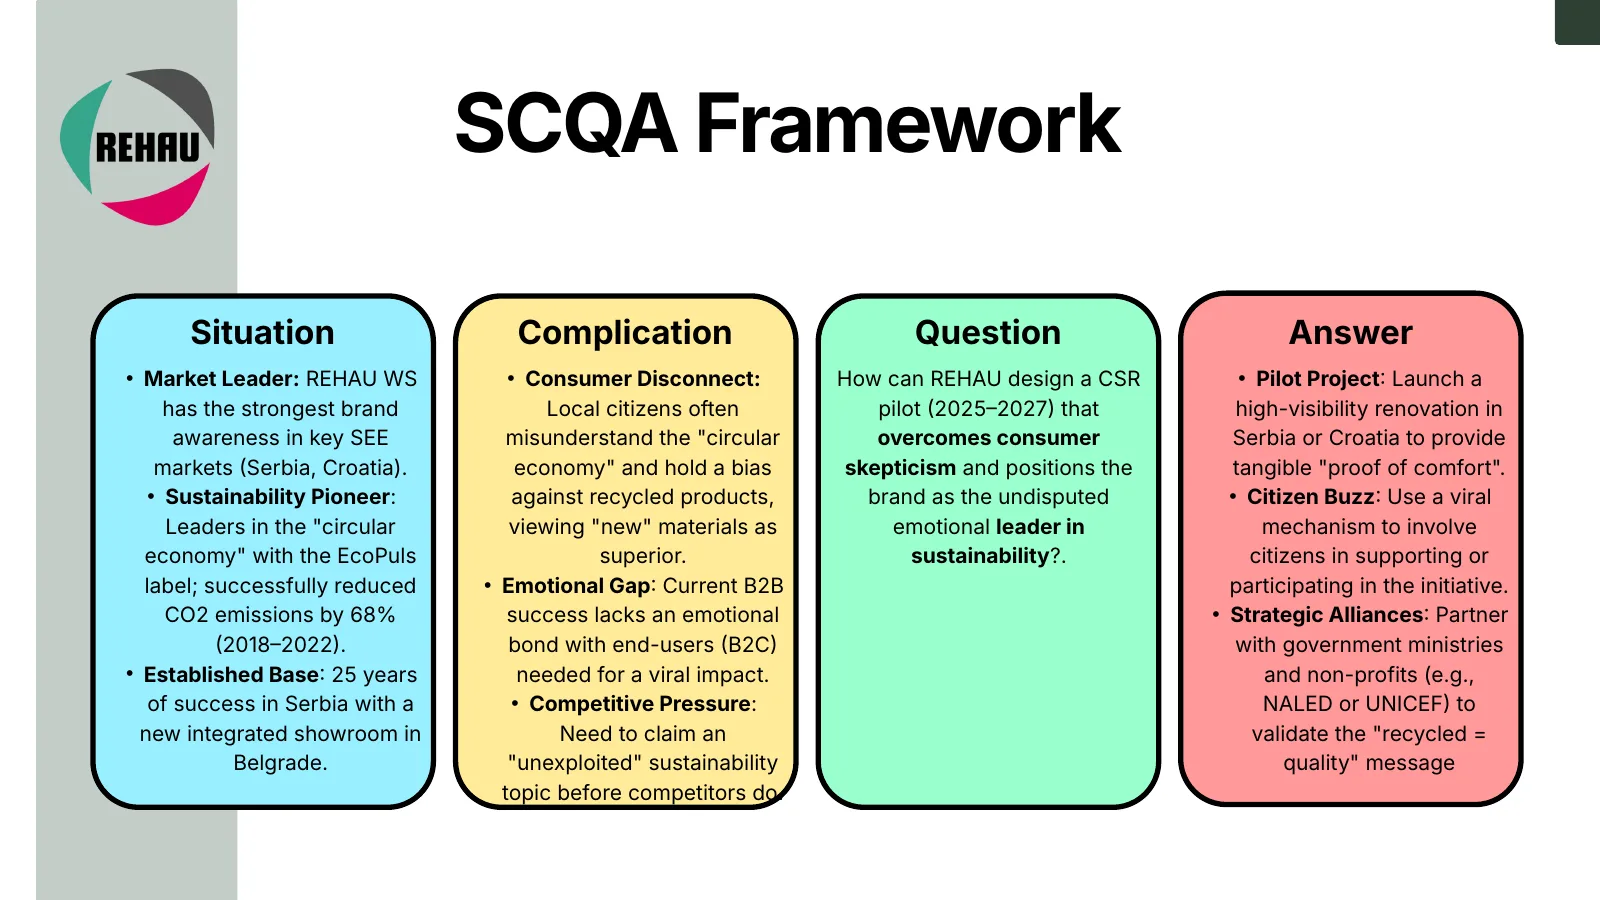 REHAU
SCQA Framework
Situation
• Market Leader: REHAU WS
has the strongest brand
awareness in key SEE
markets (Serbia, Croatia).
• Sustainability Pioneer:
Leaders in the "circular
economy" with the EcoPuls
label; successfully reduced
CO2 emissions by 68%
(2018–2022).
• Established Base: 25 years
of success in Serbia with a
new integrated showroom in
Belgrade.
Complication
• Consumer Disconnect:
Local citizens often
misunderstand the "circular
economy" and hold a bias
against recycled products,
viewing "new" materials as
superior.
• Emotional Gap: Current B2B
success lacks an emotional
bond with end-users (B2C)
needed for a viral impact.
• Competitive Pressure:
Need to claim an
"unexploited" sustainability
topic before competitors do.
Question
How can REHAU design a CSR
pilot (2025–2027) that
overcomes consumer
skepticism and positions the
brand as the undisputed
emotional leader in
sustainability?.
Answer
• Pilot Project: Launch a
high-visibility renovation in
Serbia or Croatia to provide
tangible "proof of comfort".
• Citizen Buzz: Use a viral
mechanism to involve
citizens in supporting or
participating in the initiative.
• Strategic Alliances: Partner
with government ministries
and non-profits (e.g.,
NALED or UNICEF) to
validate the "recycled =
quality" message